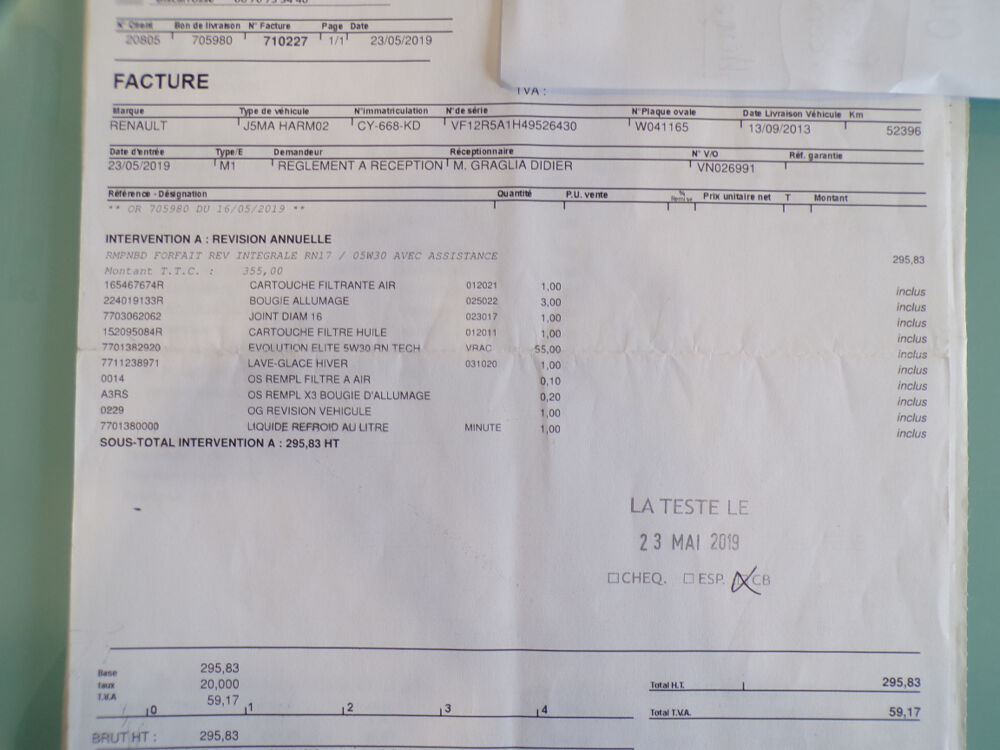 N° Client Bon de livraison N° Facture Page Date
20805 705980 710227 1/1 23/05/2019
FACTURE
TVA :
Marque Type de véhicule N°immatriculation N°de série N°Plaque ovale Date Livraison Véhicule Km
RENAULT J5MA HARM02 CY-668-KD VF12R5A1H49526430 W041165 13/09/2013 52396
Date d'entrée Type/E Demandeur Réceptionnaire N° V/O Réf. garantie
23/05/2019 M1 REGLEMENT A RECEPTION M. GRAGLIA DIDIER VN026991
Référence - Désignation Quantité P.U. vente % Remise Prix unitaire net T Montant
** OR 705980 DU 16/05/2019 **
INTERVENTION A : REVISION ANNUELLE
RMPNBD FORFAIT REV INTEGRALE RN17 / 05W30 AVEC ASSISTANCE 295,83
Montant T.T.C. : 355,00
165467674R CARTOUCHE FILTRANTE AIR 012021 1,00 inclus
224019133R BOUGIE ALLUMAGE 025022 3,00 inclus
7703062062 JOINT DIAM 16 023017 1,00 inclus
152095084R CARTOUCHE FILTRE HUILE 012011 1,00 inclus
7701382920 EVOLUTION ELITE 5W30 RN TECH VRAC 55,00 inclus
7711238971 LAVE-GLACE HIVER 031020 1,00 inclus
0014 OS REMPL FILTRE A AIR 0,10 inclus
A3RS OS REMPL X3 BOUGIE D'ALLUMAGE 0,20 inclus
0229 OG REVISION VEHICULE 1,00 inclus
7701380000 LIQUIDE REFROID AU LITRE MINUTE 1,00 inclus
SOUS-TOTAL INTERVENTION A : 295,83 HT
LA TESTE LE
23 MAI 2019
☐CHEQ. ☐ESP. ☒CB
Base 295,83
taux 20,000
T.V.A 59,17
0 1 2 3 4
BRUT HT : 295,83
Total H.T. 295,83
Total T.V.A. 59,17